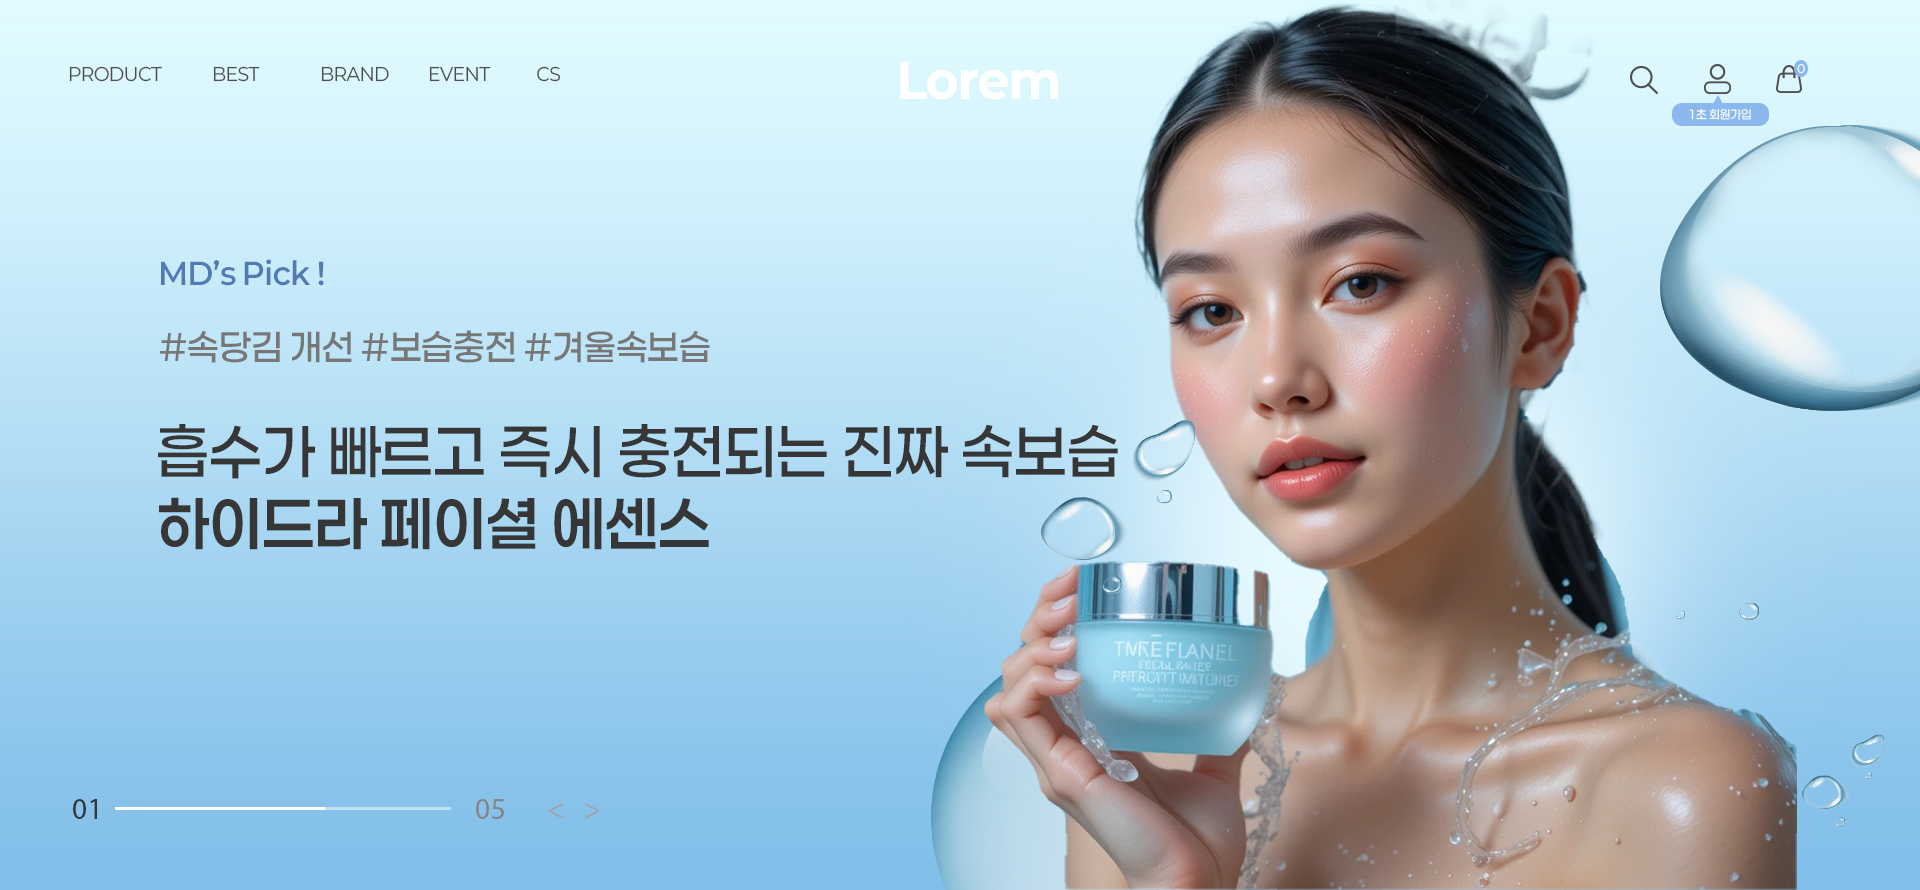 PRODUCT BEST BRAND EVENT CS
Lorem
0
1초 회원가입
MD’s Pick !
#속당김 개선 #보습충전 #겨울속보습
흡수가 빠르고 즉시 충전되는 진짜 속보습
하이드라 페이셜 에센스
TMRE FLANEL
01 05 < >